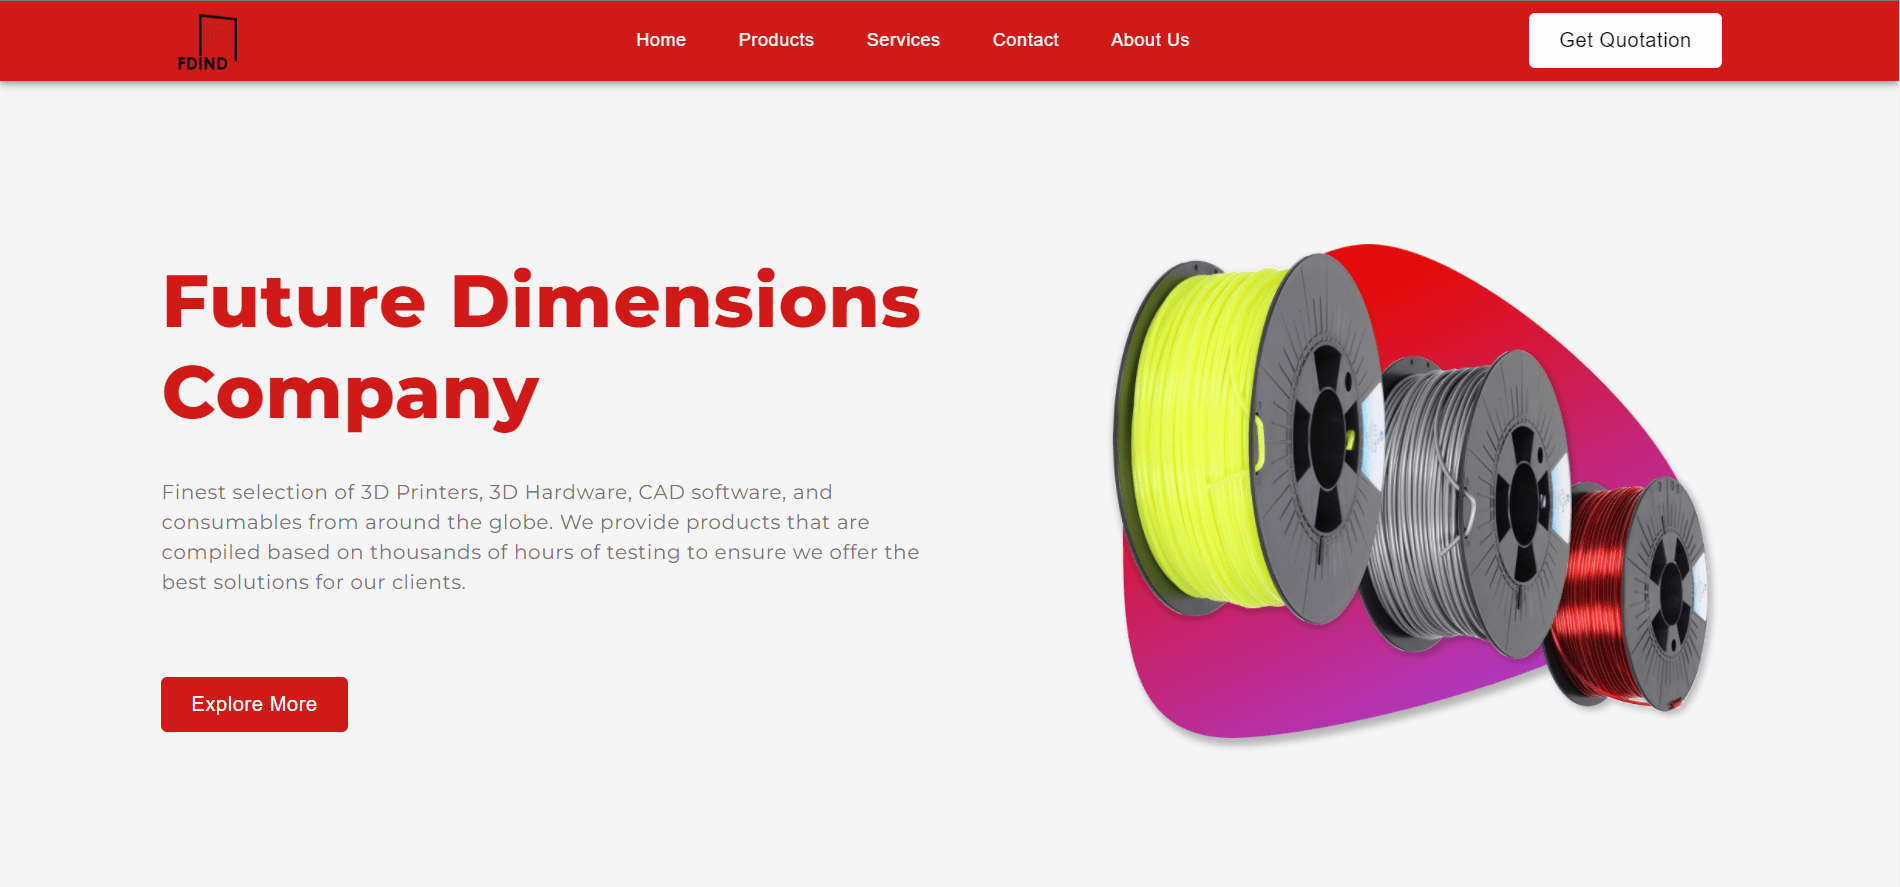 FDIND
Home
Products
Services
Contact
About Us
Get Quotation
Future Dimensions
Company
Finest selection of 3D Printers, 3D Hardware, CAD software, and
consumables from around the globe. We provide products that are
compiled based on thousands of hours of testing to ensure we offer the
best solutions for our clients.
Explore More